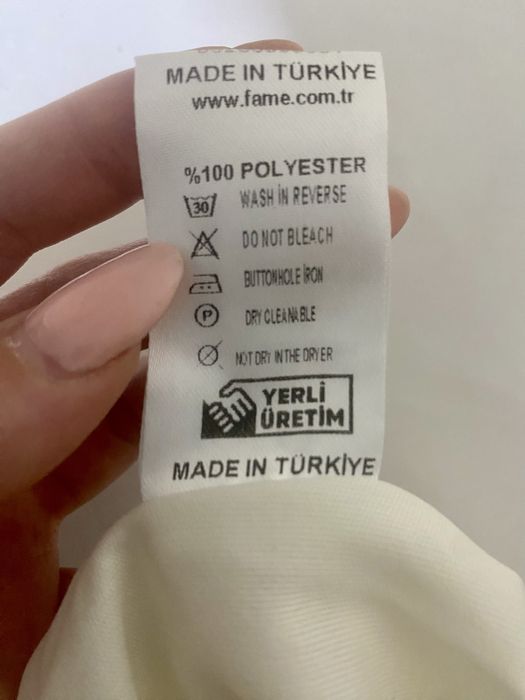 MADE IN TÜRKİYE
www.fame.com.tr
%100 POLYESTER
30 WASH IN REVERSE
DO NOT BLEACH
BUTTONHOLE IRON
P DRY CLEANABLE
NOT DRY IN THE DRYER
YERLİ
ÜRETİM
MADE IN TÜRKİYE